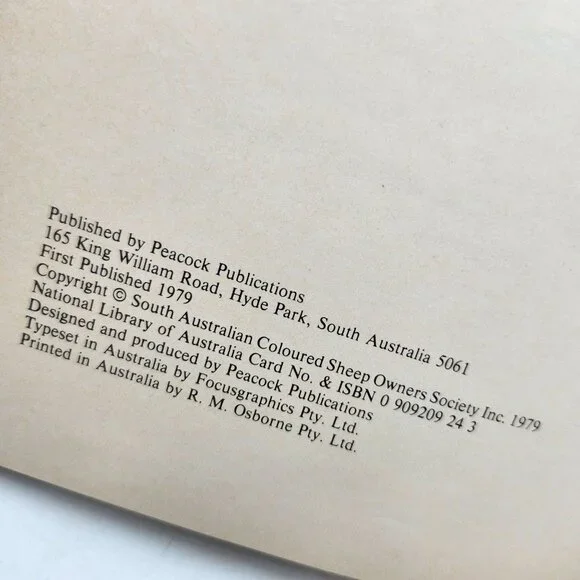 Published by Peacock Publications
165 King William Road, Hyde Park, South Australia 5061
First Published 1979
Copyright © South Australian Coloured Sheep Owners Society Inc. 1979
National Library of Australia Card No. & ISBN 0 909209 24 3
Designed and produced by Peacock Publications
Typeset in Australia by Focusgraphics Pty. Ltd.
Printed in Australia by R. M. Osborne Pty. Ltd.